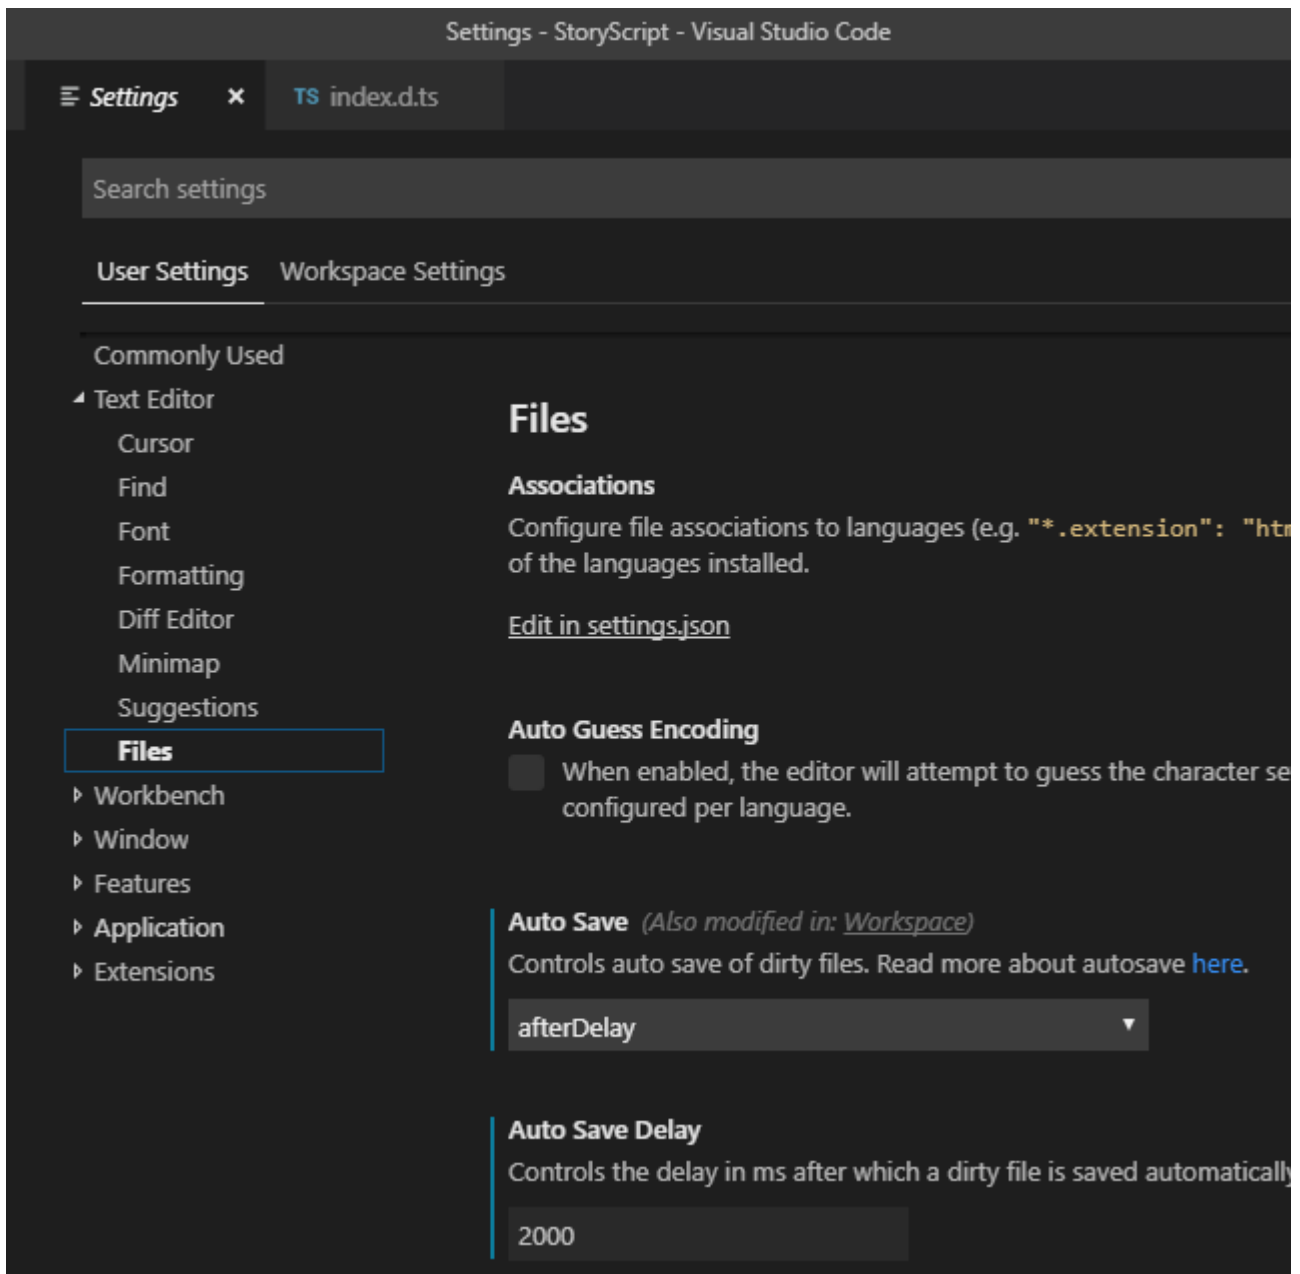 Settings - StoryScript - Visual Studio Code
Settings
TS index.d.ts
Search settings
User Settings Workspace Settings
Commonly Used
Text Editor
Cursor
Find
Font
Formatting
Diff Editor
Minimap
Suggestions
Files
Workbench
Window
Features
Application
Extensions
Files
Associations
Configure file associations to languages (e.g. "*.extension": "htm
of the languages installed.
Edit in settings.json
Auto Guess Encoding
When enabled, the editor will attempt to guess the character se
configured per language.
Auto Save (Also modified in: Workspace)
Controls auto save of dirty files. Read more about autosave here.
afterDelay
Auto Save Delay
Controls the delay in ms after which a dirty file is saved automatically
2000